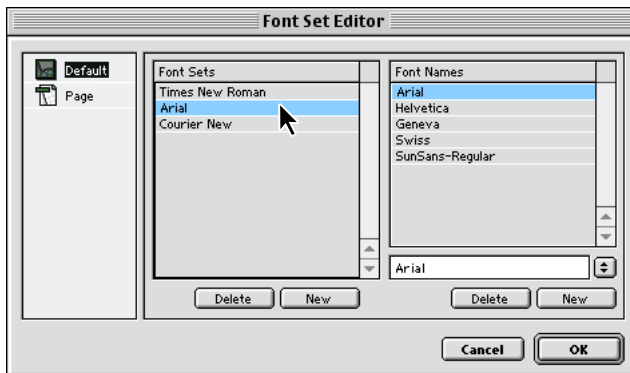 Font Set Editor
Default
Page
Font Sets
Times New Roman
Arial
Courier New
Delete
New
Font Names
Arial
Helvetica
Geneva
Swiss
SunSans-Regular
Arial
Delete
New
Cancel
OK